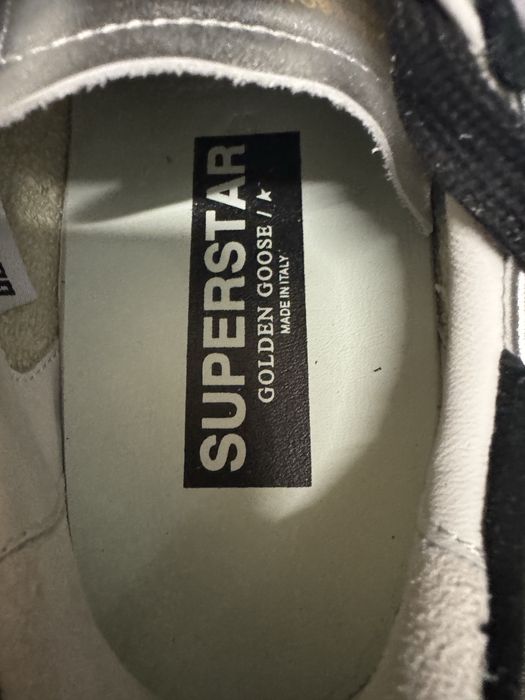 SUPERSTAR
GOLDEN GOOSE / ★
MADE IN ITALY